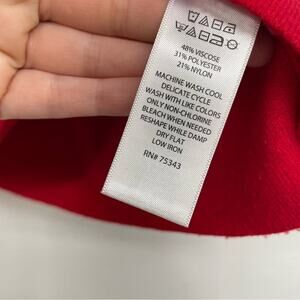 48% VISCOSE
31% POLYESTER
21% NYLON
MACHINE WASH COOL
DELICATE CYCLE
WASH WITH LIKE COLORS
ONLY NON-CHLORINE
BLEACH WHEN NEEDED
RESHAPE WHILE DAMP
DRY FLAT
LOW IRON
RN# 75343